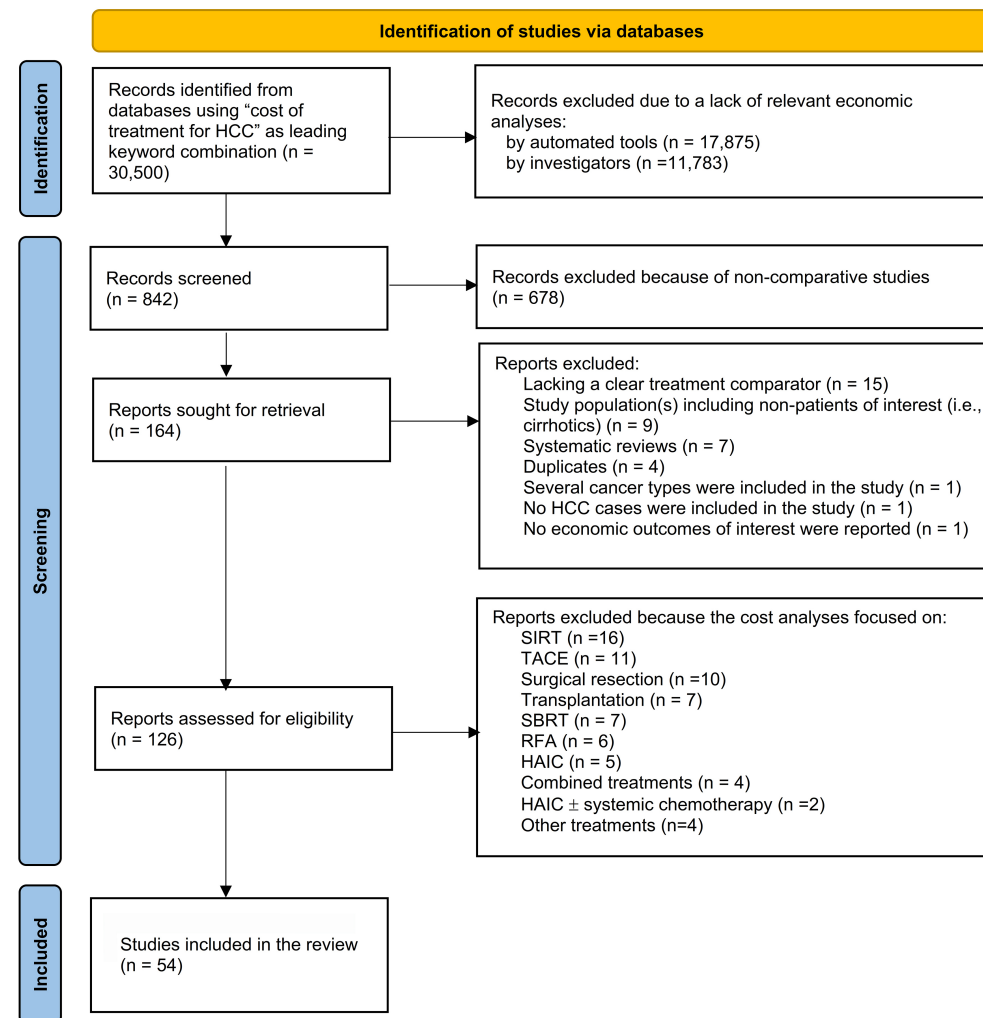 Identification of studies via databases
Identification
Records identified from
databases using “cost of
treatment for HCC” as leading
keyword combination (n =
30,500)
Records excluded due to a lack of relevant economic
analyses:
by automated tools (n = 17,875)
by investigators (n =11,783)
Screening
Records screened
(n = 842)
Records excluded because of non-comparative studies
(n = 678)
Reports sought for retrieval
(n = 164)
Reports excluded:
Lacking a clear treatment comparator (n = 15)
Study population(s) including non-patients of interest (i.e.,
cirrhotics) (n = 9)
Systematic reviews (n = 7)
Duplicates (n = 4)
Several cancer types were included in the study (n = 1)
No HCC cases were included in the study (n = 1)
No economic outcomes of interest were reported (n = 1)
Reports assessed for eligibility
(n = 126)
Reports excluded because the cost analyses focused on:
SIRT (n =16)
TACE (n = 11)
Surgical resection (n =10)
Transplantation (n = 7)
SBRT (n = 7)
RFA (n = 6)
HAIC (n = 5)
Combined treatments (n = 4)
HAIC ± systemic chemotherapy (n =2)
Other treatments (n=4)
Included
Studies included in the review
(n = 54)